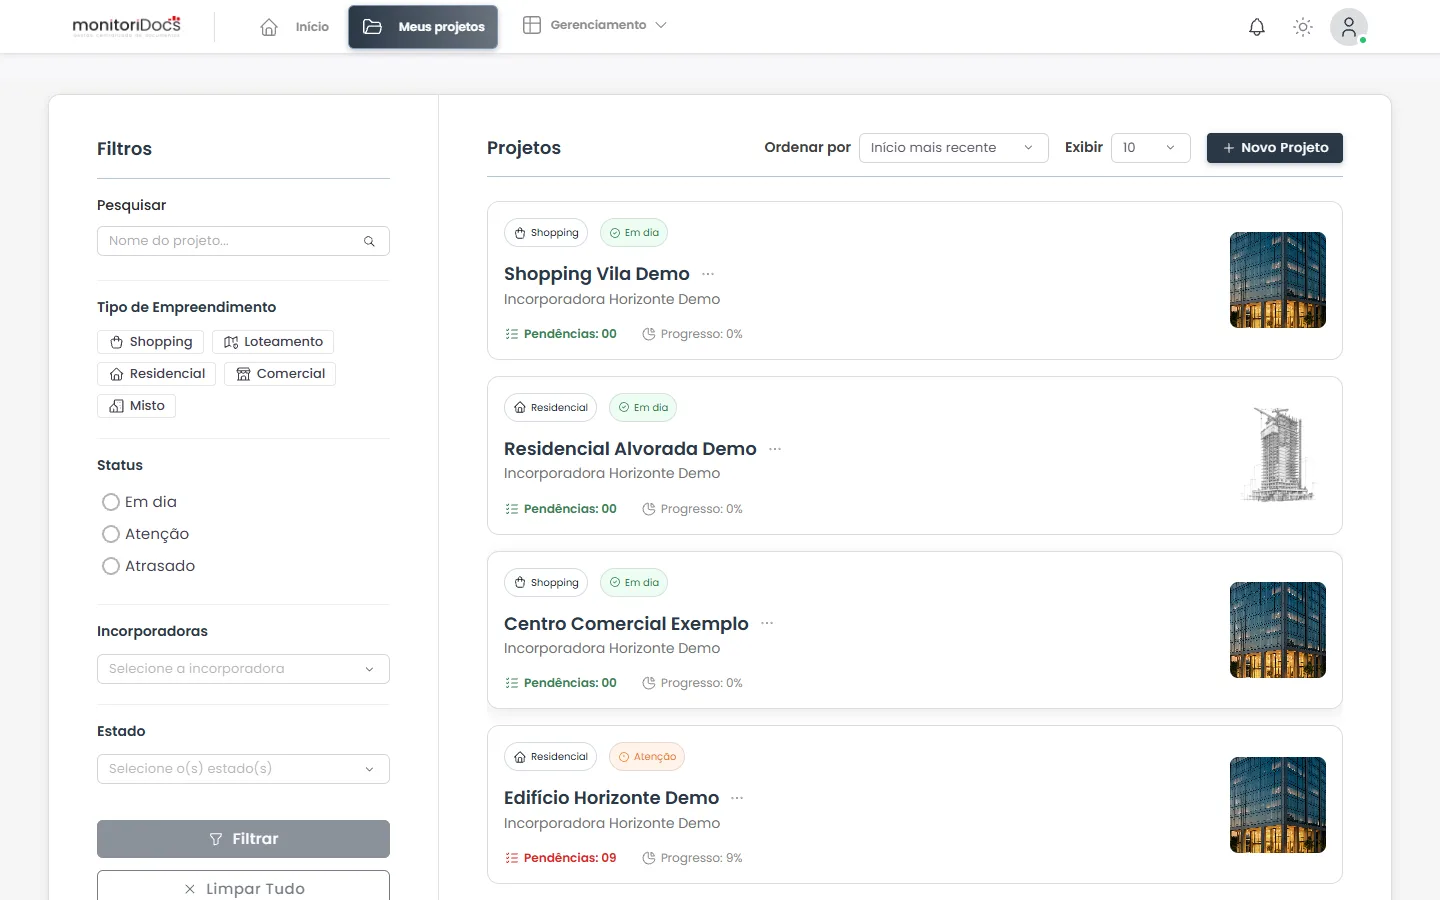 monitoriDocs
Início
Meus projetos
Gerenciamento
Filtros
Pesquisar
Nome do projeto...
Tipo de Empreendimento
Shopping
Loteamento
Residencial
Comercial
Misto
Status
Em dia
Atenção
Atrasado
Incorporadoras
Selecione a incorporadora
Estado
Selecione o(s) estado(s)
Filtrar
Limpar Tudo
Projetos
Ordenar por
Início mais recente
Exibir
10
Novo Projeto
Shopping
Em dia
Shopping Vila Demo
Incorporadora Horizonte Demo
Pendências: 00
Progresso: 0%
Residencial
Em dia
Residencial Alvorada Demo
Incorporadora Horizonte Demo
Pendências: 00
Progresso: 0%
Shopping
Em dia
Centro Comercial Exemplo
Incorporadora Horizonte Demo
Pendências: 00
Progresso: 0%
Residencial
Atenção
Edifício Horizonte Demo
Incorporadora Horizonte Demo
Pendências: 09
Progresso: 9%